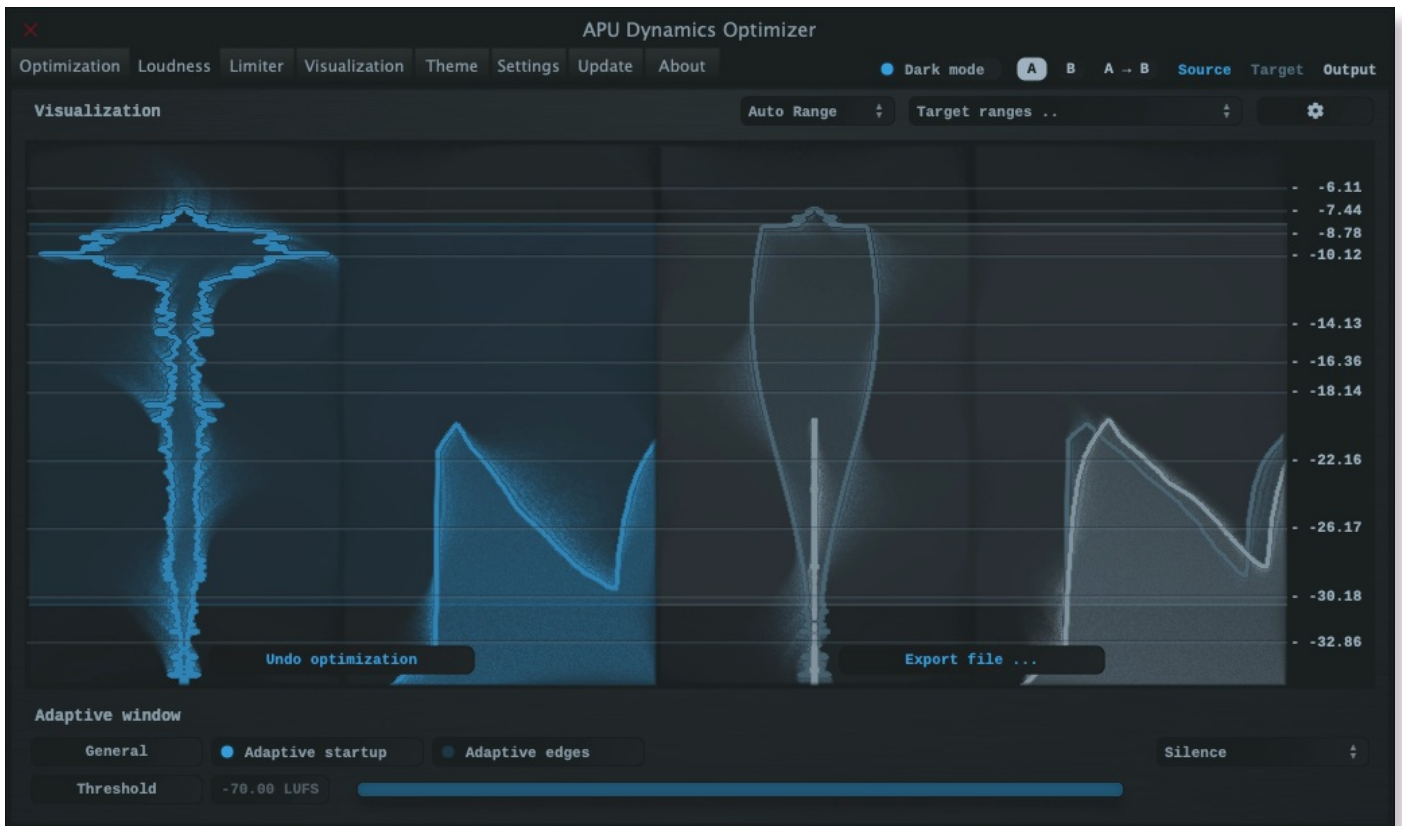 APU Dynamics Optimizer
Optimization Loudness Limiter Visualization Theme Settings Update About
Dark mode A B A → B Source Target Output
Visualization
Auto Range
Target ranges ..
- -6.11
- -7.44
- -8.78
- -10.12
- -14.13
- -16.36
- -18.14
- -22.16
- -26.17
- -30.18
- -32.86
Undo optimization
Export file ...
Adaptive window
General Adaptive startup Adaptive edges Silence
Threshold -70.00 LUFS